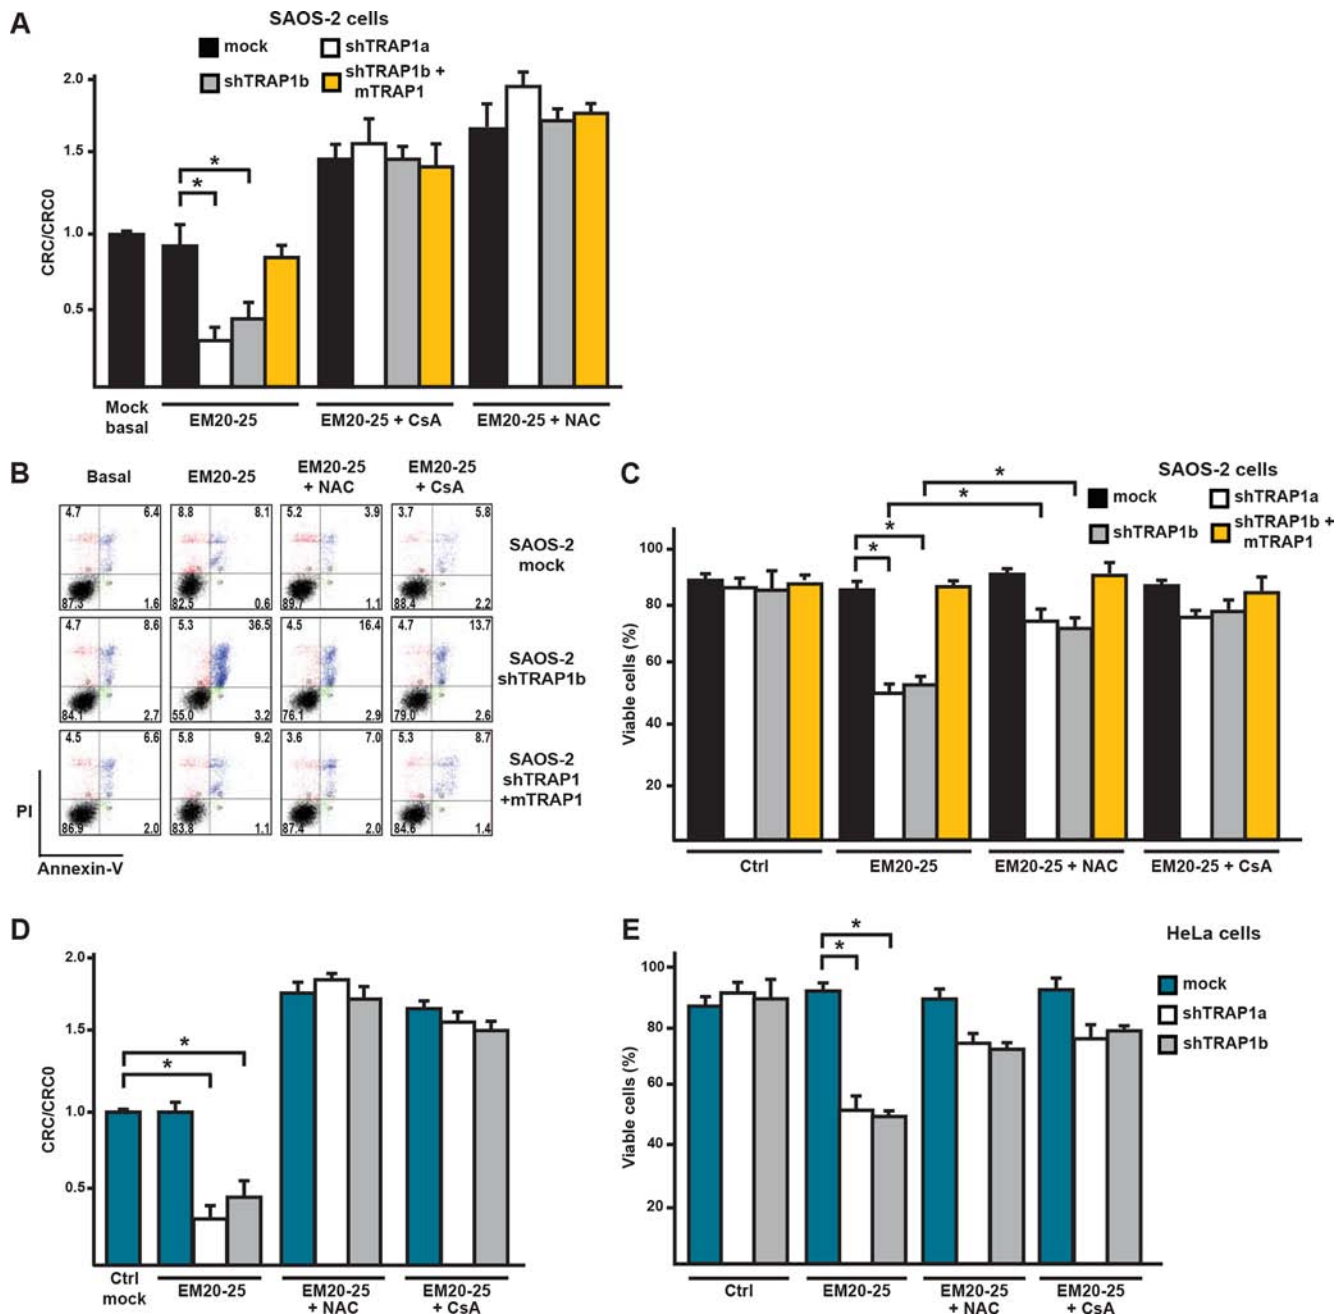 A
SAOS-2 cells
mock
shTRAP1a
shTRAP1b
shTRAP1b +
mTRAP1
CRC/CRC0
2.0
1.5
1.0
0.5
*
*
Mock
basal
EM20-25
EM20-25 + CsA
EM20-25 + NAC
B
Basal
EM20-25
EM20-25
+ NAC
EM20-25
+ CsA
4.7 6.4 8.8 8.1 5.2 3.9 3.7 5.8
SAOS-2
mock
87.3 1.6 82.5 0.6 89.7 1.1 88.4 2.2
4.7 8.6 5.3 36.5 4.5 16.4 4.7 13.7
SAOS-2
shTRAP1b
84.1 2.7 55.0 3.2 76.1 2.9 79.0 2.6
4.5 6.6 5.8 9.2 3.6 7.0 5.3 8.7
SAOS-2
shTRAP1
+mTRAP1
86.9 2.0 83.8 1.1 87.4 2.0 84.6 1.4
PI
Annexin-V
C
SAOS-2 cells
mock
shTRAP1a
shTRAP1b
shTRAP1b +
mTRAP1
Viable cells (%)
100
80
60
40
20
*
*
*
*
Ctrl
EM20-25
EM20-25 + NAC
EM20-25 + CsA
D
CRC/CRC0
2.0
1.5
1.0
0.5
*
*
Ctrl
mock
EM20-25
EM20-25
+ NAC
EM20-25
+ CsA
E
HeLa cells
mock
shTRAP1a
shTRAP1b
Viable cells (%)
100
80
60
40
20
*
*
Ctrl
EM20-25
EM20-25
+ NAC
EM20-25
+ CsA